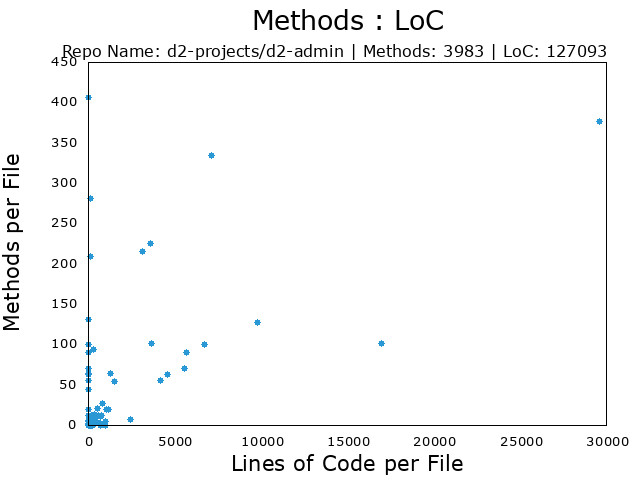 Methods : LoC
Repo Name: d2-projects/d2-admin | Methods: 3983 | LoC: 127093
450
400
350
300
250
200
150
100
50
0
Methods per File
0 5000 10000 15000 20000 25000 30000
Lines of Code per File